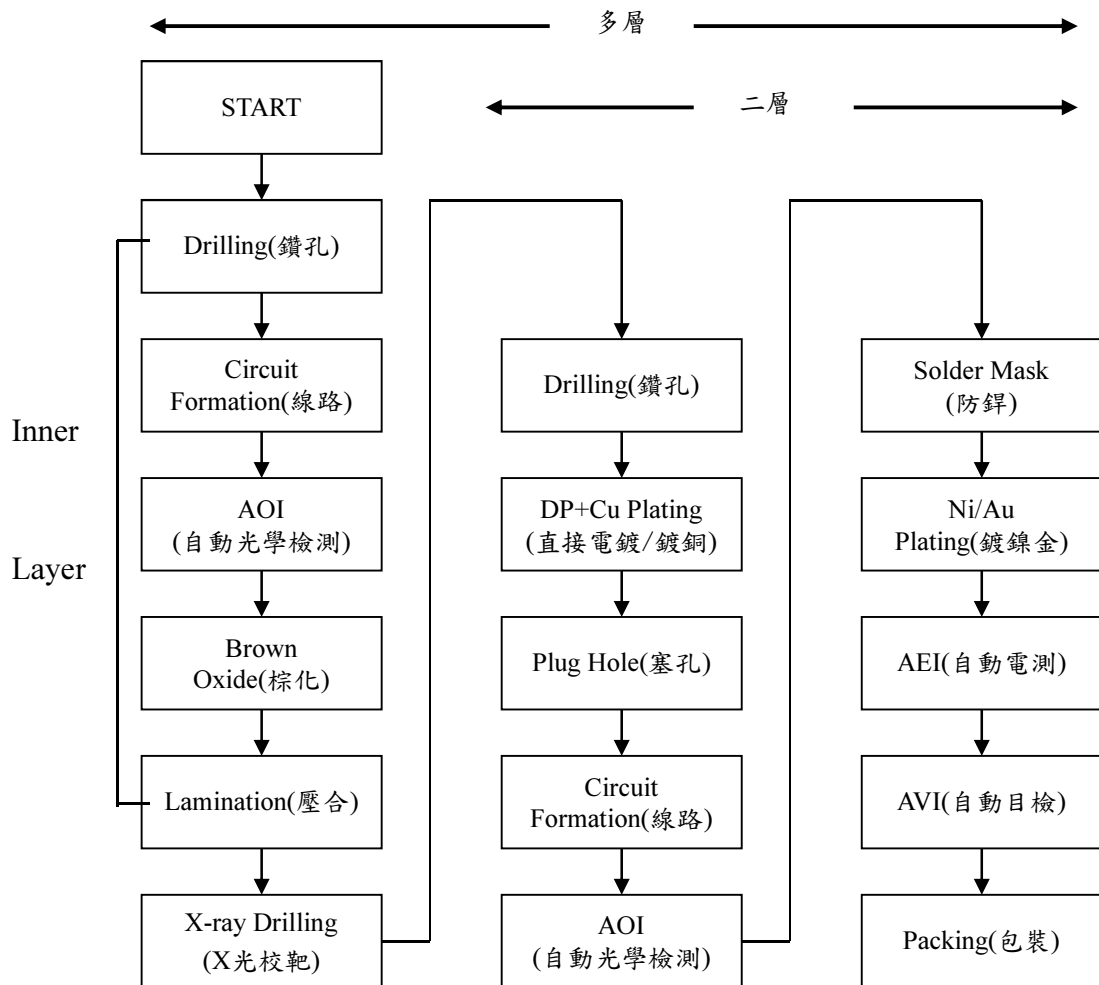 多層
START
二層
Drilling(鑽孔)
Circuit
Formation(線路)
AOI
(自動光學檢測)
Brown
Oxide(棕化)
Lamination(壓合)
X-ray Drilling
(X光校靶)
Inner
Layer
Drilling(鑽孔)
DP+Cu Plating
(直接電鍍/鍍銅)
Plug Hole(塞孔)
Circuit
Formation(線路)
AOI
(自動光學檢測)
Solder Mask
(防銲)
Ni/Au
Plating(鍍鎳金)
AEI(自動電測)
AVI(自動目檢)
Packing(包裝)